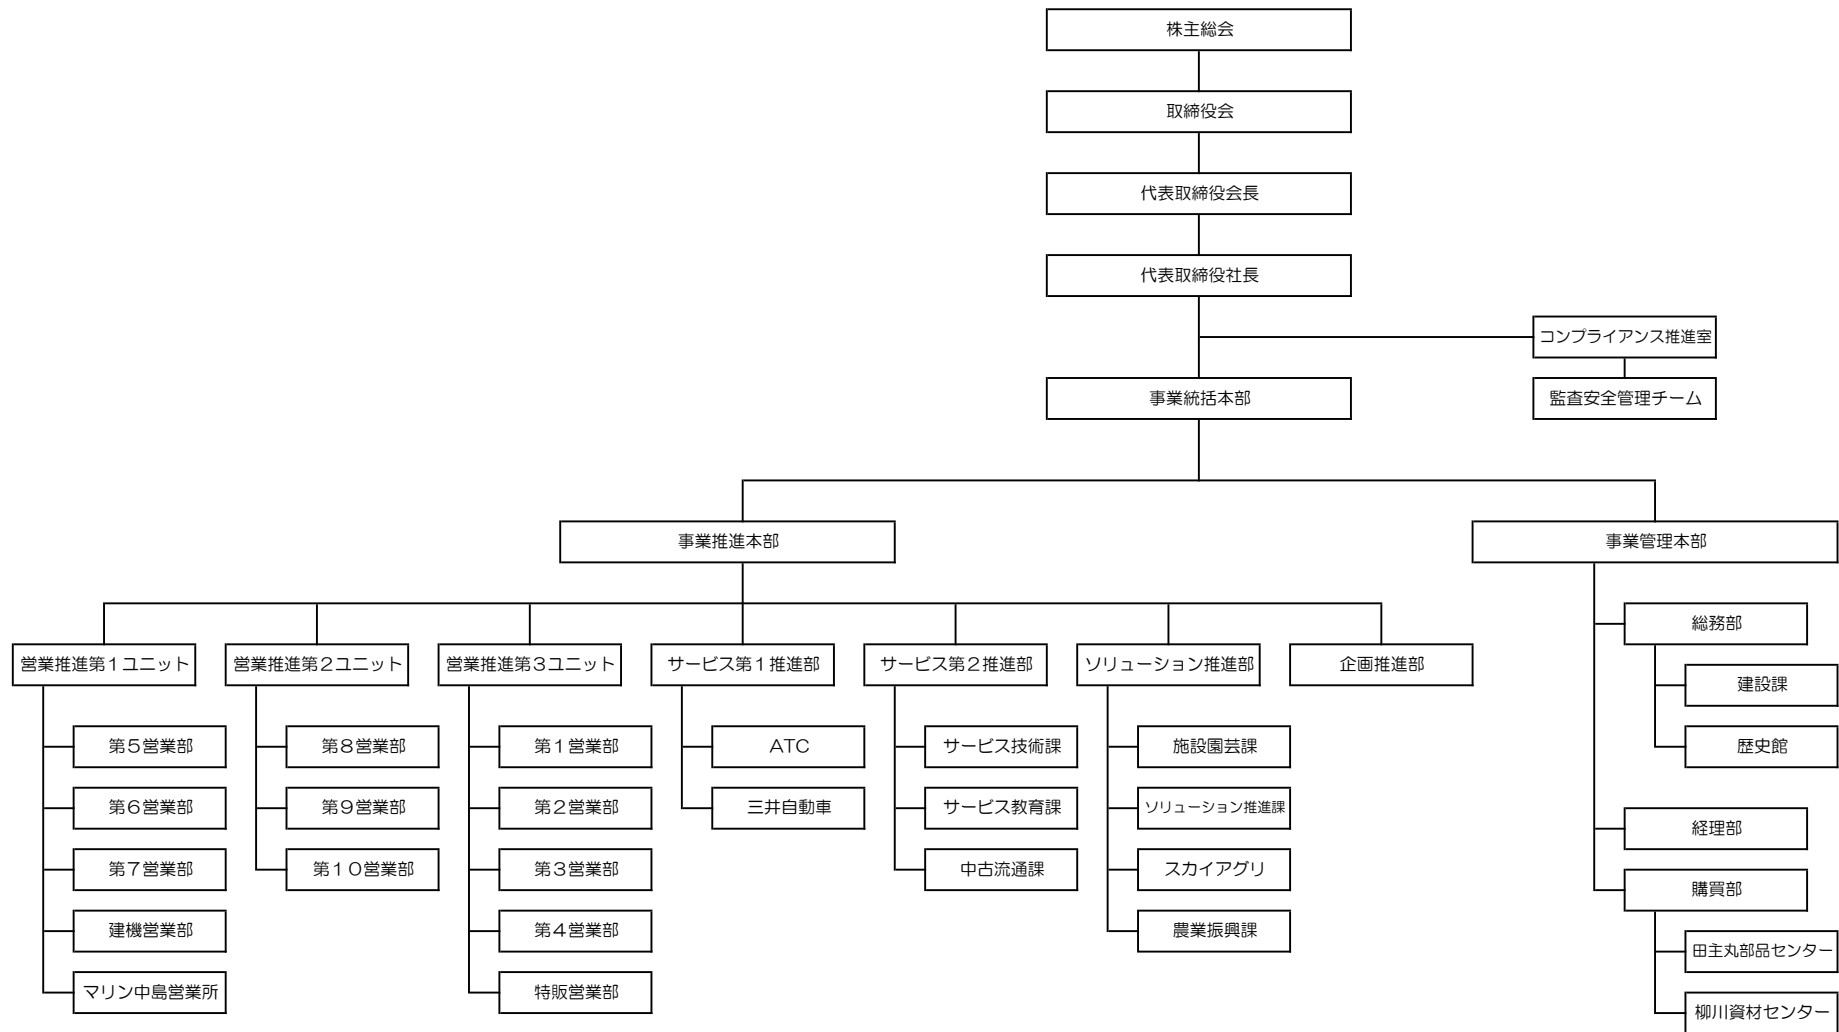 株主総会
取締役会
代表取締役会長
代表取締役社長
コンプライアンス推進室
事業統括本部
監査安全管理チーム
事業推進本部
事業管理本部
総務部
営業推進第1ユニット
営業推進第2ユニット
営業推進第3ユニット
サービス第1推進部
サービス第2推進部
ソリューション推進部
企画推進部
建設課
第5営業部
第8営業部
第1営業部
ATC
サービス技術課
施設園芸課
歴史館
第6営業部
第9営業部
第2営業部
三井自動車
サービス教育課
ソリューション推進課
経理部
第7営業部
第10営業部
第3営業部
中古流通課
スカイアグリ
購買部
建機営業部
第4営業部
農業振興課
田主丸部品センター
マリン中島営業所
特販営業部
柳川資材センター